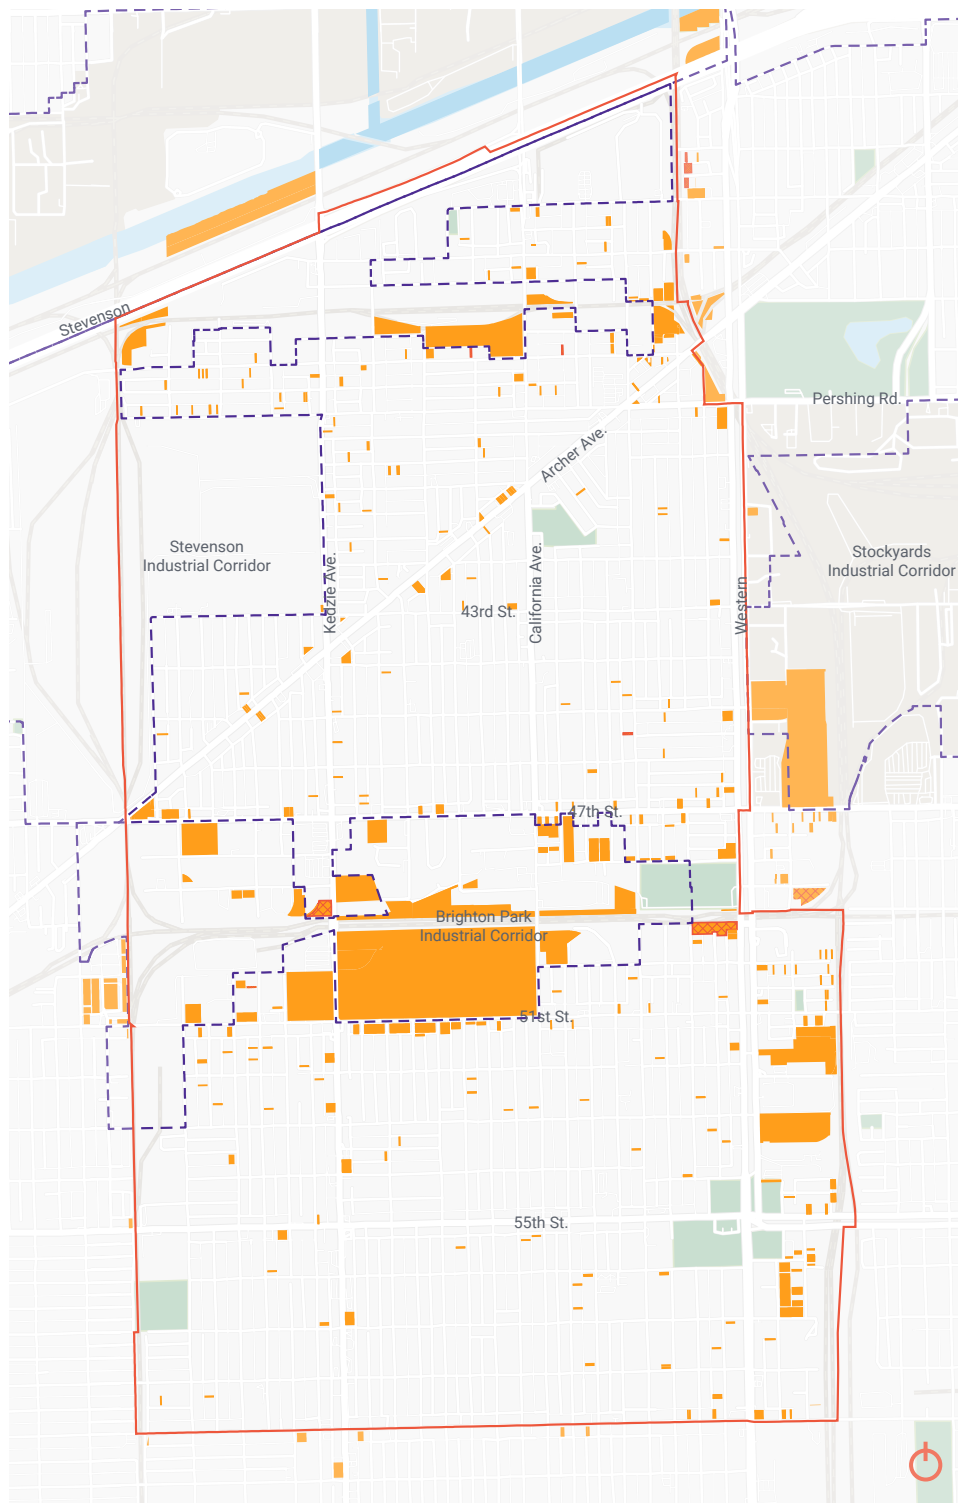 Stevenson
Pershing Rd.
Archer Ave.
Stevenson
Industrial Corridor
Stockyards
Industrial Corridor
Kedzie Ave.
California Ave.
Western
43rd St.
47th St.
Brighton Park
Industrial Corridor
51st St.
55th St.